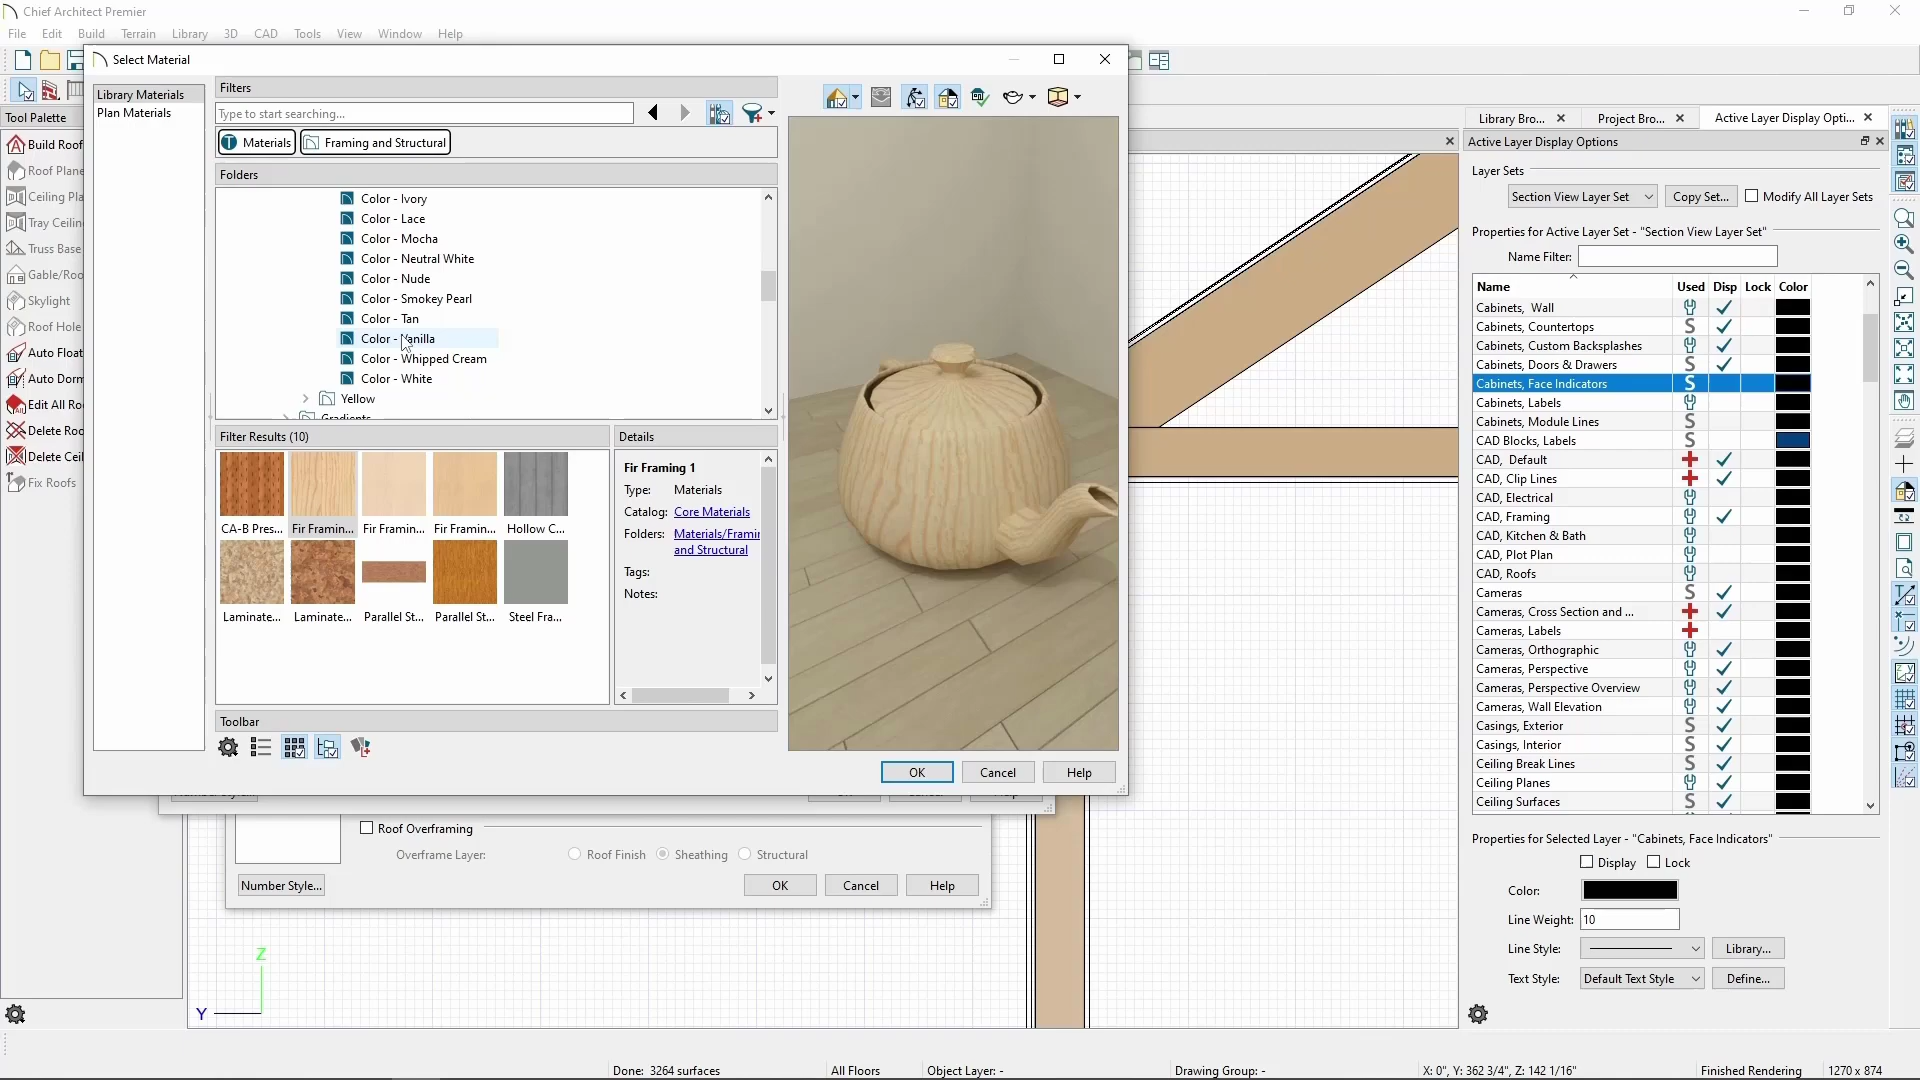 Chief Architect Premier
File Edit Build Terrain Library 3D CAD Tools View Window Help
Select Material
Library Materials
Plan Materials
Filters
Type to start searching...
Materials
Framing and Structural
Folders
Color - Ivory
Color - Lace
Color - Mocha
Color - Neutral White
Color - Nude
Color - Smokey Pearl
Color - Tan
Color - Vanilla
Color - Whipped Cream
Color - White
Yellow
Gradients
Filter Results (10)
CA-B Pres... Fir Framin... Fir Framin... Fir Framin... Hollow C...
Laminate... Laminate... Parallel St... Parallel St... Steel Fra...
Details
Fir Framing 1
Type: Materials
Catalog: Core Materials
Folders: Materials/Framin
and Structural
Tags:
Notes:
Toolbar
OK Cancel Help
Tool Palette
Build Roof
Roof Plane
Ceiling Pla
Tray Ceilin
Truss Base
Gable/Roo
Skylight
Roof Hole
Auto Float
Auto Dorm
Edit All Ro
Delete Roo
Delete Ceil
Fix Roofs
Roof Overframing
Overframe Layer: Roof Finish Sheathing Structural
Number Style... OK Cancel Help
Z
Y
Library Bro... Project Bro... Active Layer Display Opti...
Active Layer Display Options
Layer Sets
Section View Layer Set Copy Set... Modify All Layer Sets
Properties for Active Layer Set - "Section View Layer Set"
Name Filter:
Name Used Disp Lock Color
Cabinets, Wall
Cabinets, Countertops S
Cabinets, Custom Backsplashes
Cabinets, Doors & Drawers S
Cabinets, Face Indicators S
Cabinets, Labels
Cabinets, Module Lines S
CAD Blocks, Labels S
CAD, Default
CAD, Clip Lines
CAD, Electrical
CAD, Framing
CAD, Kitchen & Bath
CAD, Plot Plan
CAD, Roofs
Cameras S
Cameras, Cross Section and ...
Cameras, Labels
Cameras, Orthographic
Cameras, Perspective
Cameras, Perspective Overview
Cameras, Wall Elevation
Casings, Exterior S
Casings, Interior S
Ceiling Break Lines S
Ceiling Planes
Ceiling Surfaces S
Properties for Selected Layer - "Cabinets, Face Indicators"
Display Lock
Color:
Line Weight: 10
Line Style: Library...
Text Style: Default Text Style Define...
Done: 3264 surfaces All Floors Object Layer: - Drawing Group: - X: 0", Y: 362 3/4", Z: 142 1/16" Finished Rendering 1270 x 874